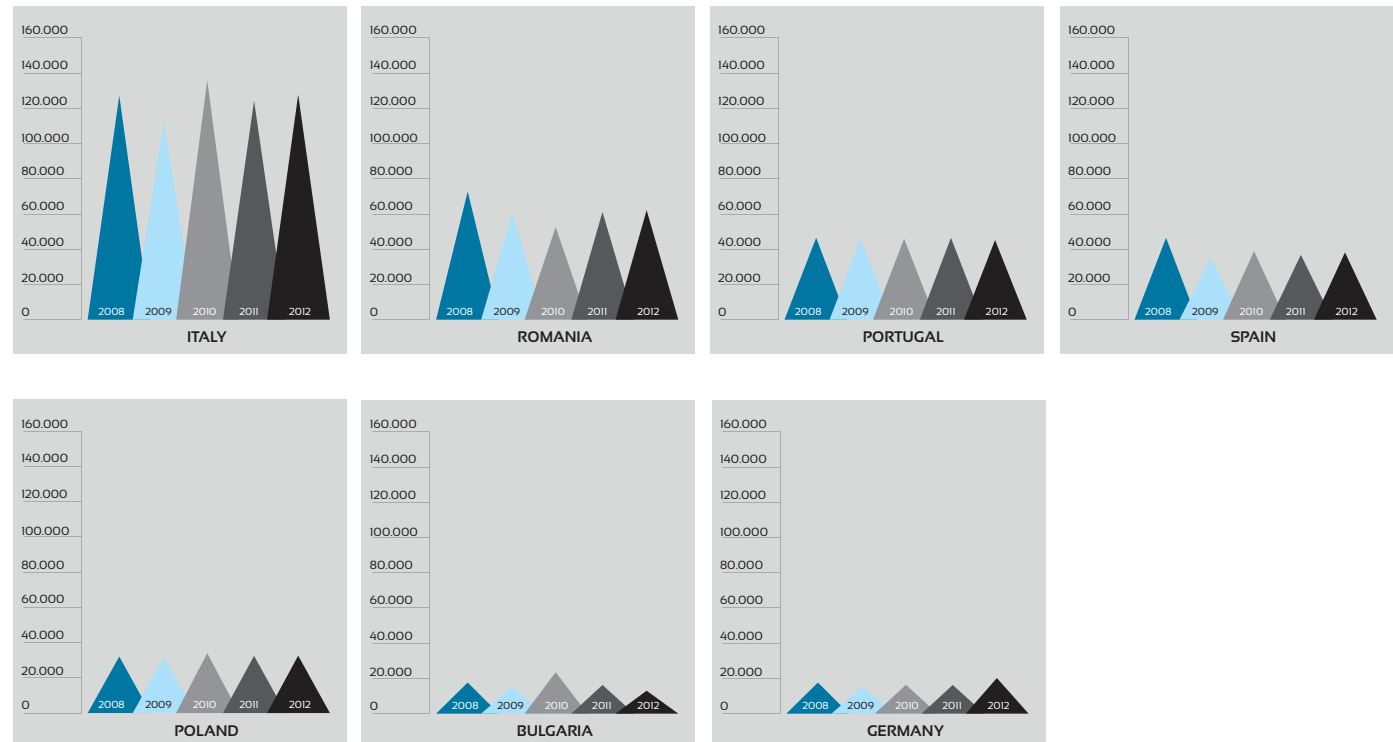 160.000 160.000 160.000 160.000
140.000 140.000 140.000 140.000
120.000 120.000 120.000 120.000
100.000 100.000 100.000 100.000
80.000 80.000 80.000 80.000
60.000 60.000 60.000 60.000
40.000 40.000 40.000 40.000
20.000 20.000 20.000 20.000
0 2008 2009 2010 2011 2012 0 2008 2009 2010 2011 2012 0 2008 2009 2010 2011 2012 0 2008 2009 2010 2011 2012
ITALY ROMANIA PORTUGAL SPAIN
160.000 160.000 160.000
140.000 140.000 140.000
120.000 120.000 120.000
100.000 100.000 100.000
80.000 80.000 80.000
60.000 60.000 60.000
40.000 40.000 40.000
20.000 20.000 20.000
0 2008 2009 2010 2011 2012 0 2008 2009 2010 2011 2012 0 2008 2009 2010 2011 2012
POLAND BULGARIA GERMANY